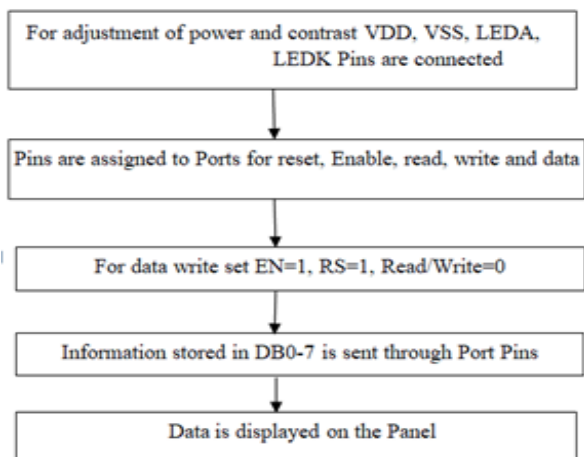 For adjustment of power and contrast VDD, VSS, LEDA,
LEDK Pins are connected
Pins are assigned to Ports for reset, Enable, read, write and data
For data write set EN=1, RS=1, Read/Write=0
Information stored in DB0-7 is sent through Port Pins
Data is displayed on the Panel